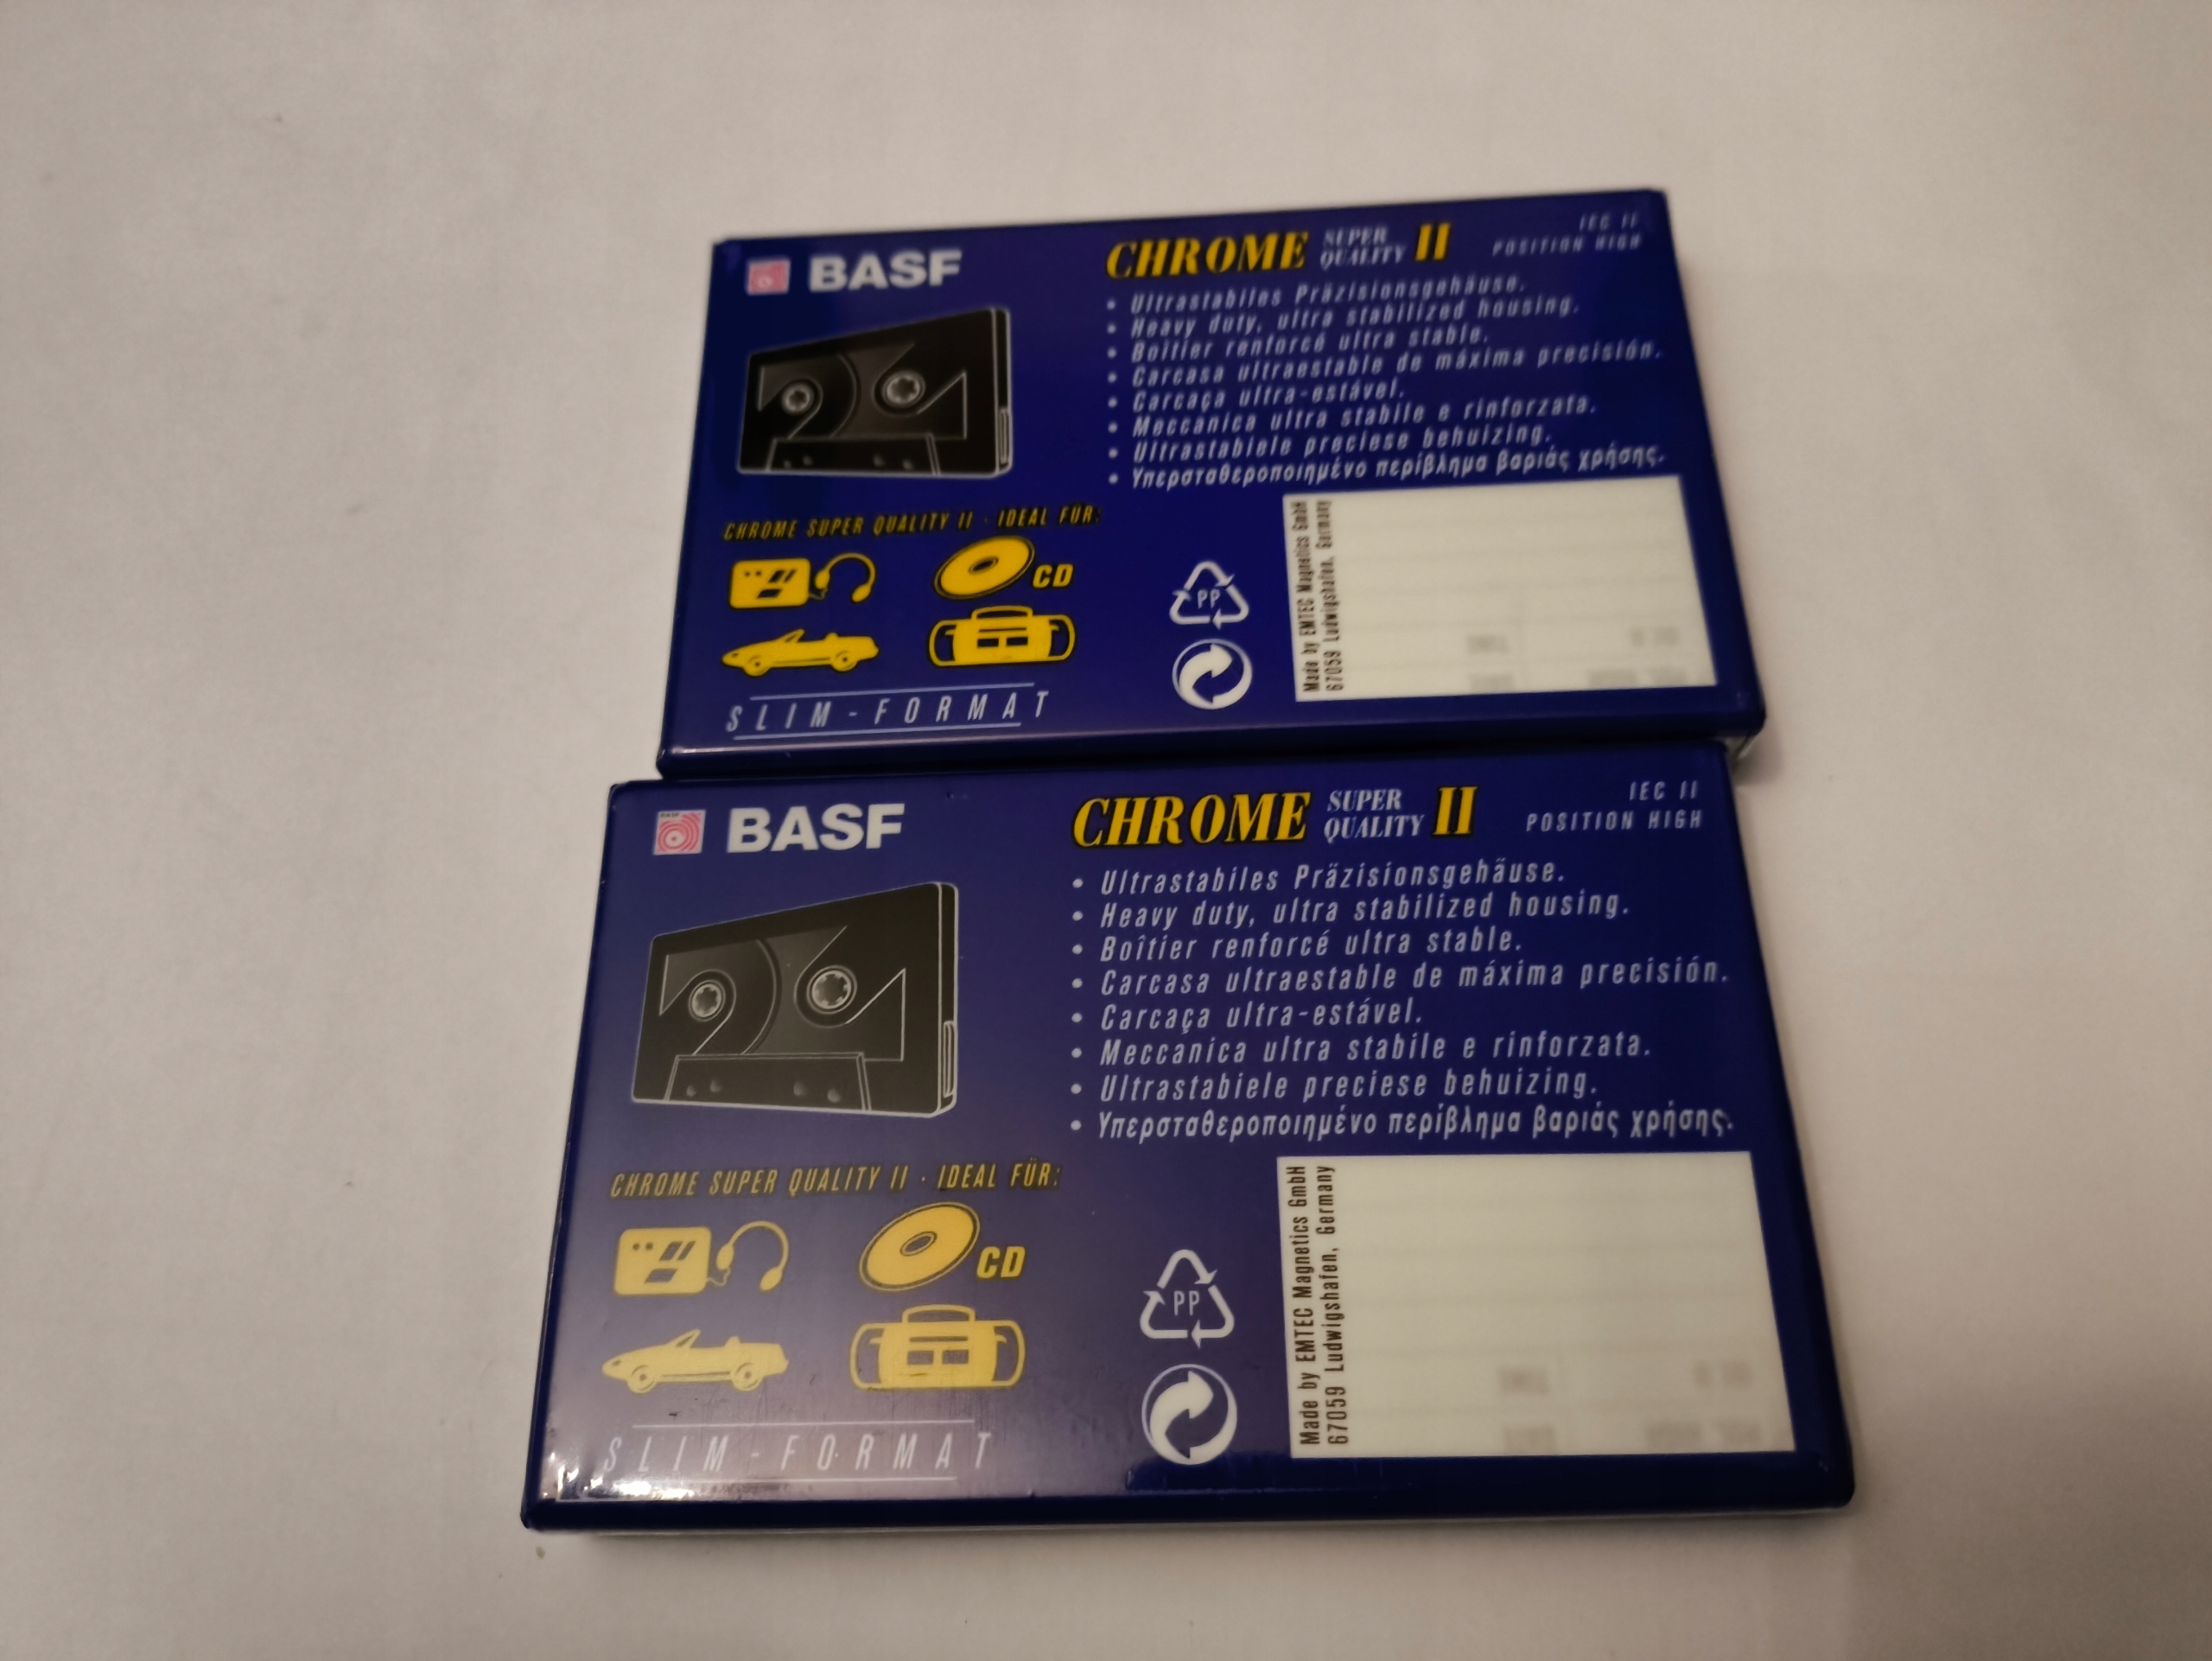 BASF
CHROME SUPER QUALITY II
IEC II
POSITION HIGH
• Ultrastabiles Präzisionsgehäuse.
• Heavy duty, ultra stabilized housing.
• Boîtier renforcé ultra stable.
• Carcasa ultraestable de máxima precisión.
• Carcaça ultra-estável.
• Meccanica ultra stabile e rinforzata.
• Ultrastabiele preciese behuizing.
• Υπερσταθεροποιημένο περίβλημα βαριάς χρήσης.
CHROME SUPER QUALITY II · IDEAL FÜR:
CD
PP
SLIM-FORMAT
Made by EMTEC Magnetics GmbH
67059 Ludwigshafen, Germany
BASF
BASF
CHROME SUPER QUALITY II
IEC II
POSITION HIGH
• Ultrastabiles Präzisionsgehäuse.
• Heavy duty, ultra stabilized housing.
• Boîtier renforcé ultra stable.
• Carcasa ultraestable de máxima precisión.
• Carcaça ultra-estável.
• Meccanica ultra stabile e rinforzata.
• Ultrastabiele preciese behuizing.
• Υπερσταθεροποιημένο περίβλημα βαριάς χρήσης.
CHROME SUPER QUALITY II · IDEAL FÜR:
CD
PP
SLIM-FORMAT
Made by EMTEC Magnetics GmbH
67059 Ludwigshafen, Germany